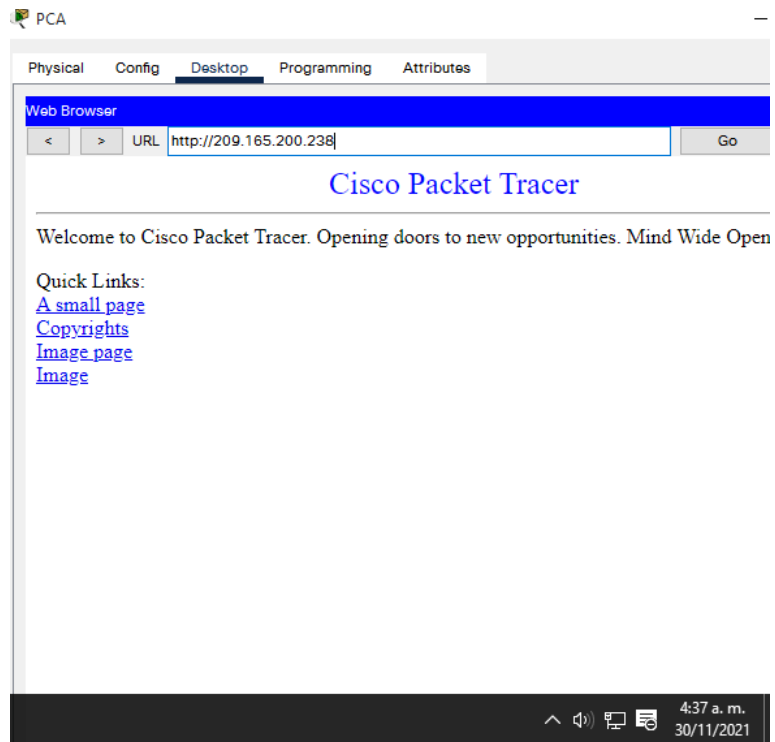 PCA
Physical Config Desktop Programming Attributes
Web Browser
< > URL http://209.165.200.238 Go
Cisco Packet Tracer
Welcome to Cisco Packet Tracer. Opening doors to new opportunities. Mind Wide Open
Quick Links:
A small page
Copyrights
Image page
Image
4:37 a. m.
30/11/2021